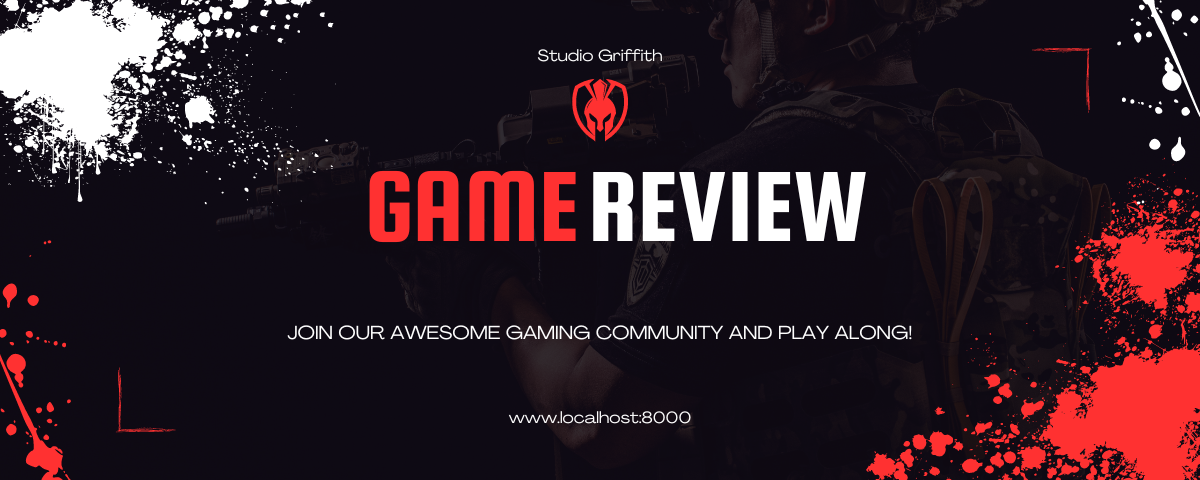 Studio Griffith
GAME REVIEW
JOIN OUR AWESOME GAMING COMMUNITY AND PLAY ALONG!
www.localhost:8000